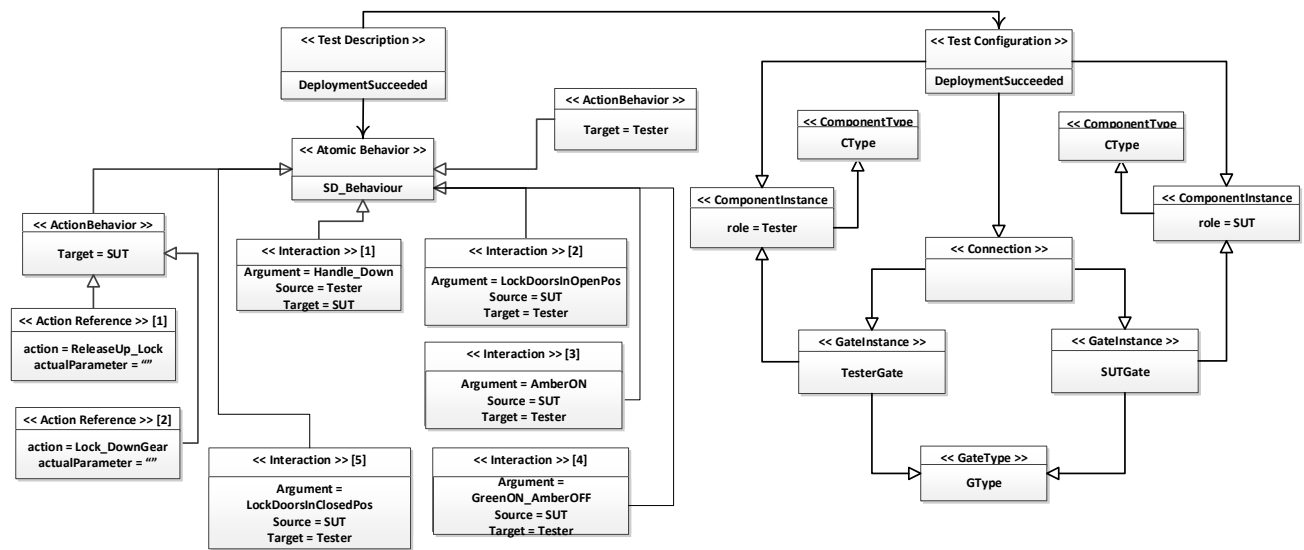 << Test Description >>
DeploymentSucceeded
<< Test Configuration >>
DeploymentSucceeded
<< ActionBehavior >>
Target = Tester
<< ComponentType
CType
<< ComponentType
CType
<< Atomic Behavior >>
SD_Behaviour
<< ComponentInstance
role = Tester
<< ComponentInstance
role = SUT
<< ActionBehavior >>
Target = SUT
<< Interaction >> [1]
Argument = Handle_Down
Source = Tester
Target = SUT
<< Interaction >> [2]
Argument = LockDoorsInOpenPos
Source = SUT
Target = Tester
<< Connection >>
<< Action Reference >> [1]
action = ReleaseUp_Lock
actualParameter = “”
<< Interaction >> [3]
Argument = AmberON
Source = SUT
Target = Tester
<< GateInstance >>
TesterGate
<< GateInstance >>
SUTGate
<< Action Reference >> [2]
action = Lock_DownGear
actualParameter = “”
<< Interaction >> [5]
Argument =
LockDoorsInClosedPos
Source = SUT
Target = Tester
<< Interaction >> [4]
Argument =
GreenON_AmberOFF
Source = SUT
Target = Tester
<< GateType >>
GType